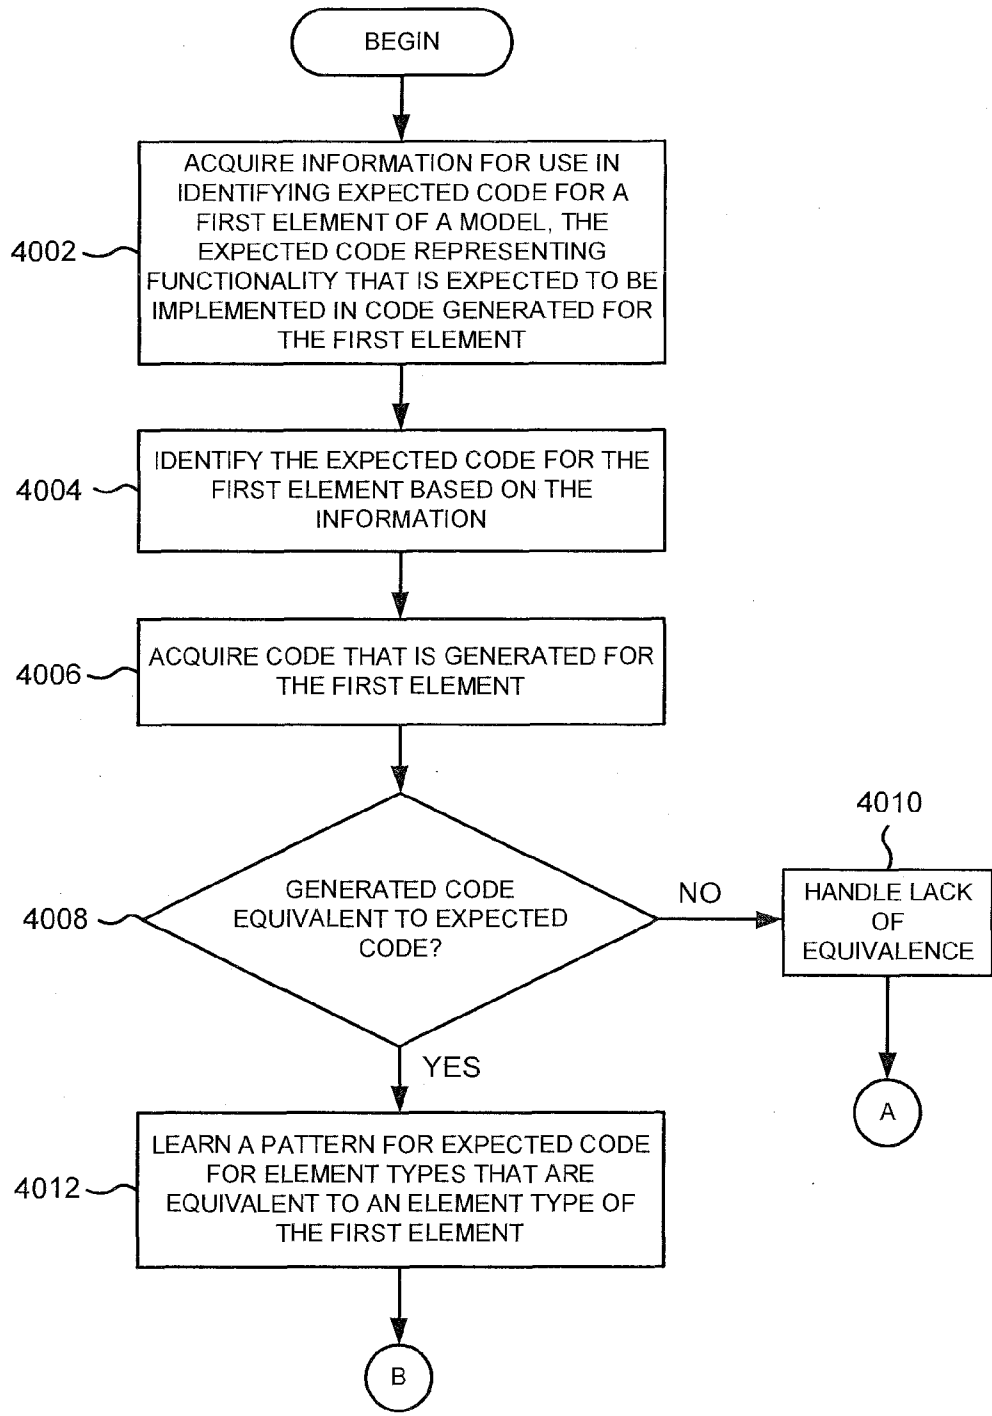 BEGIN
ACQUIRE INFORMATION FOR USE IN
IDENTIFYING EXPECTED CODE FOR A
FIRST ELEMENT OF A MODEL, THE
EXPECTED CODE REPRESENTING
FUNCTIONALITY THAT IS EXPECTED TO BE
IMPLEMENTED IN CODE GENERATED FOR
THE FIRST ELEMENT
4002
IDENTIFY THE EXPECTED CODE FOR THE
FIRST ELEMENT BASED ON THE
INFORMATION
4004
ACQUIRE CODE THAT IS GENERATED FOR
THE FIRST ELEMENT
4006
GENERATED CODE
EQUIVALENT TO EXPECTED
CODE?
4008
NO
4010
HANDLE LACK
OF
EQUIVALENCE
A
YES
LEARN A PATTERN FOR EXPECTED CODE
FOR ELEMENT TYPES THAT ARE
EQUIVALENT TO AN ELEMENT TYPE OF
THE FIRST ELEMENT
4012
B